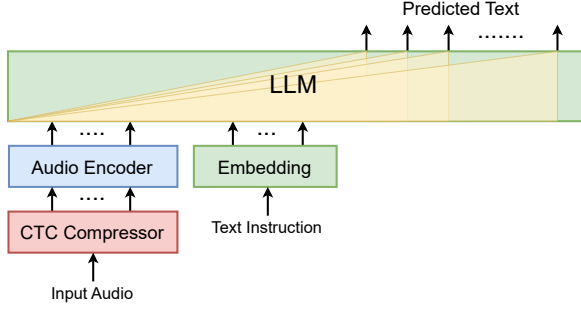 Predicted Text
.......
LLM
.... ...
Audio Encoder Embedding
....
CTC Compressor Text Instruction
Input Audio